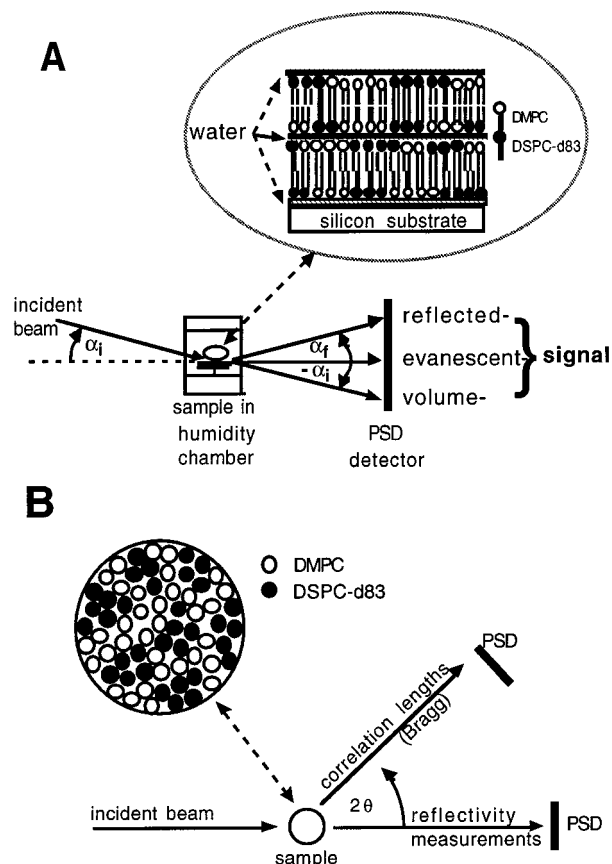 A
water
DMPC
DSPC-d83
silicon substrate
incident
beam
αi
αf
-αi
reflected-
evanescent-
volume-
signal
sample in
humidity
chamber
PSD
detector
B
DMPC
DSPC-d83
PSD
correlation lengths
(Bragg)
2θ
incident beam
reflectivity
measurements
PSD
sample